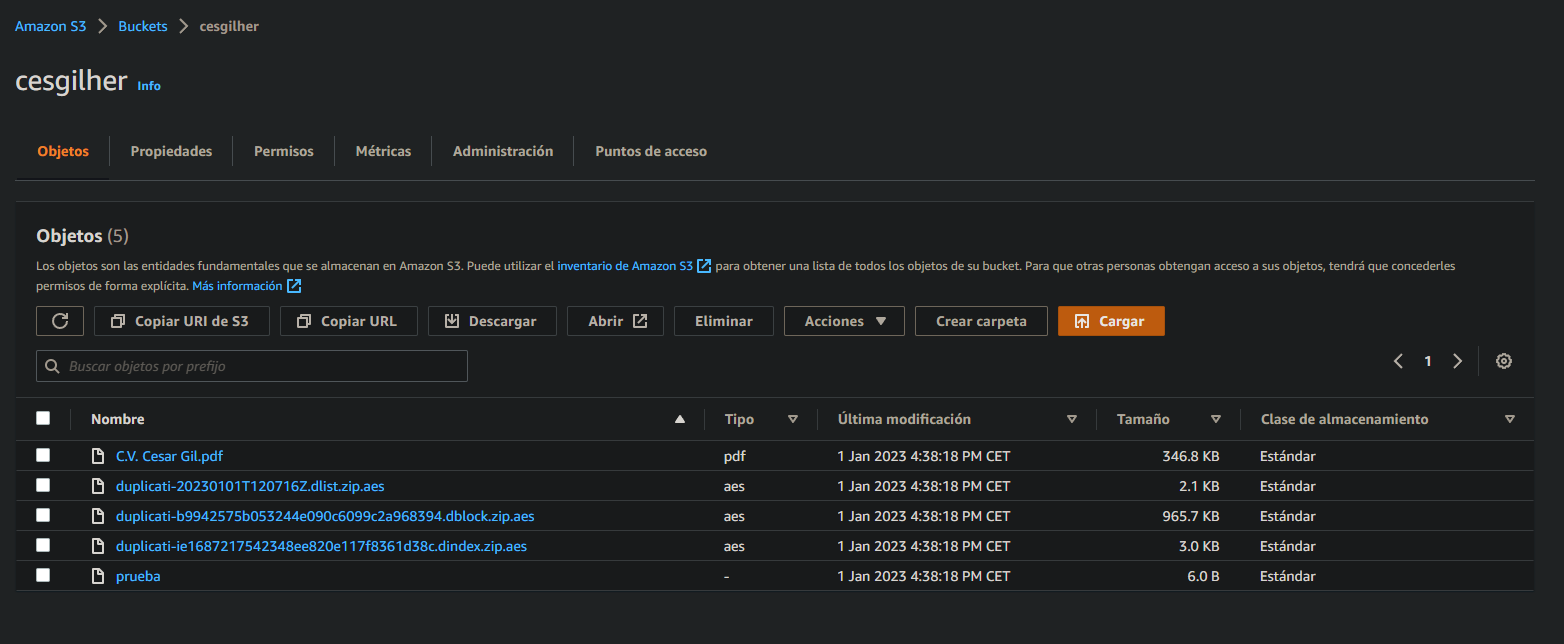 Amazon S3 > Buckets > cesgilher
cesgilher Info
Objetos Propiedades Permisos Métricas Administración Puntos de acceso
Objetos (5)
Los objetos son las entidades fundamentales que se almacenan en Amazon S3. Puede utilizar el inventario de Amazon S3 para obtener una lista de todos los objetos de su bucket. Para que otras personas obtengan acceso a sus objetos, tendrá que concederles
permisos de forma explícita. Más información
Copiar URI de S3 Copiar URL Descargar Abrir Eliminar Acciones Crear carpeta Cargar
Buscar objetos por prefijo 1
Nombre Tipo Última modificación Tamaño Clase de almacenamiento
C.V. Cesar Gil.pdf pdf 1 Jan 2023 4:38:18 PM CET 346.8 KB Estándar
duplicati-20230101T120716Z.dlist.zip.aes aes 1 Jan 2023 4:38:18 PM CET 2.1 KB Estándar
duplicati-b9942575b053244e090c6099c2a968394.dblock.zip.aes aes 1 Jan 2023 4:38:18 PM CET 965.7 KB Estándar
duplicati-ie1687217542348ee820e117f8361d38c.dindex.zip.aes aes 1 Jan 2023 4:38:18 PM CET 3.0 KB Estándar
prueba - 1 Jan 2023 4:38:18 PM CET 6.0 B Estándar